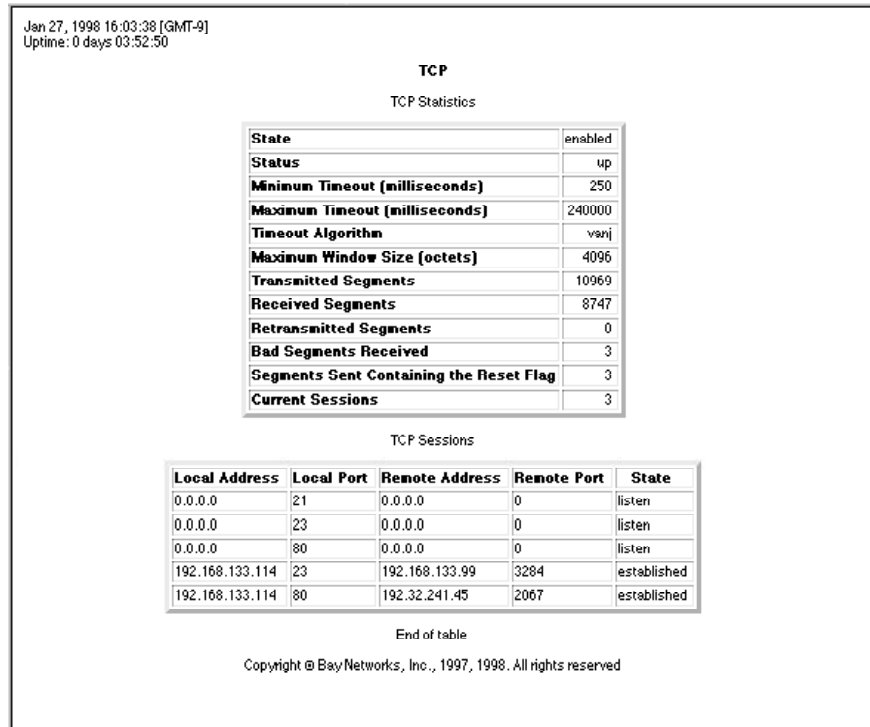 Jan 27, 1998 16:03:38 [GMT-9]
Uptime: 0 days 03:52:50
TCP
TCP Statistics
State enabled
Status up
Minimum Timeout (milliseconds) 250
Maximum Timeout (milliseconds) 240000
Timeout Algorithm vanj
Maximum Window Size (octets) 4096
Transmitted Segments 10969
Received Segments 8747
Retransmitted Segments 0
Bad Segments Received 3
Segments Sent Containing the Reset Flag 3
Current Sessions 3
TCP Sessions
Local Address Local Port Remote Address Remote Port State
0.0.0.0 21 0.0.0.0 0 listen
0.0.0.0 23 0.0.0.0 0 listen
0.0.0.0 80 0.0.0.0 0 listen
192.168.133.114 23 192.168.133.99 3284 established
192.168.133.114 80 192.32.241.45 2067 established
End of table
Copyright © Bay Networks, Inc., 1997, 1998. All rights reserved